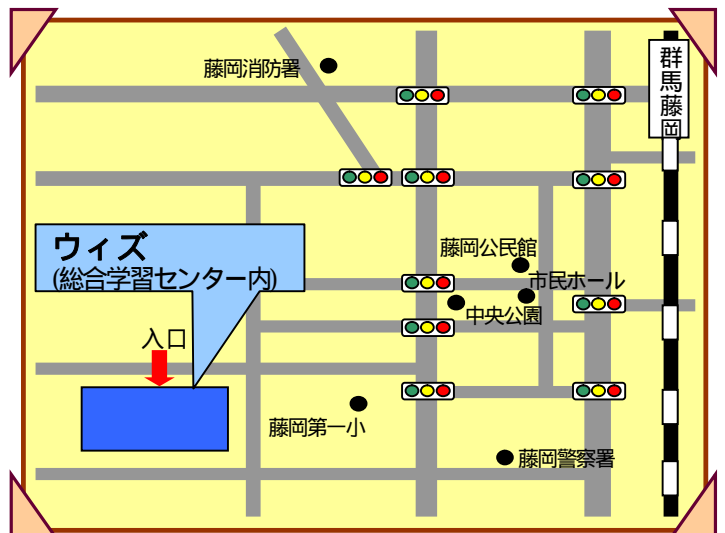 藤岡消防署
群馬藤岡
ウィズ
(総合学習センター内)
藤岡公民館
市民ホール
中央公園
入口
藤岡第一小
藤岡警察署